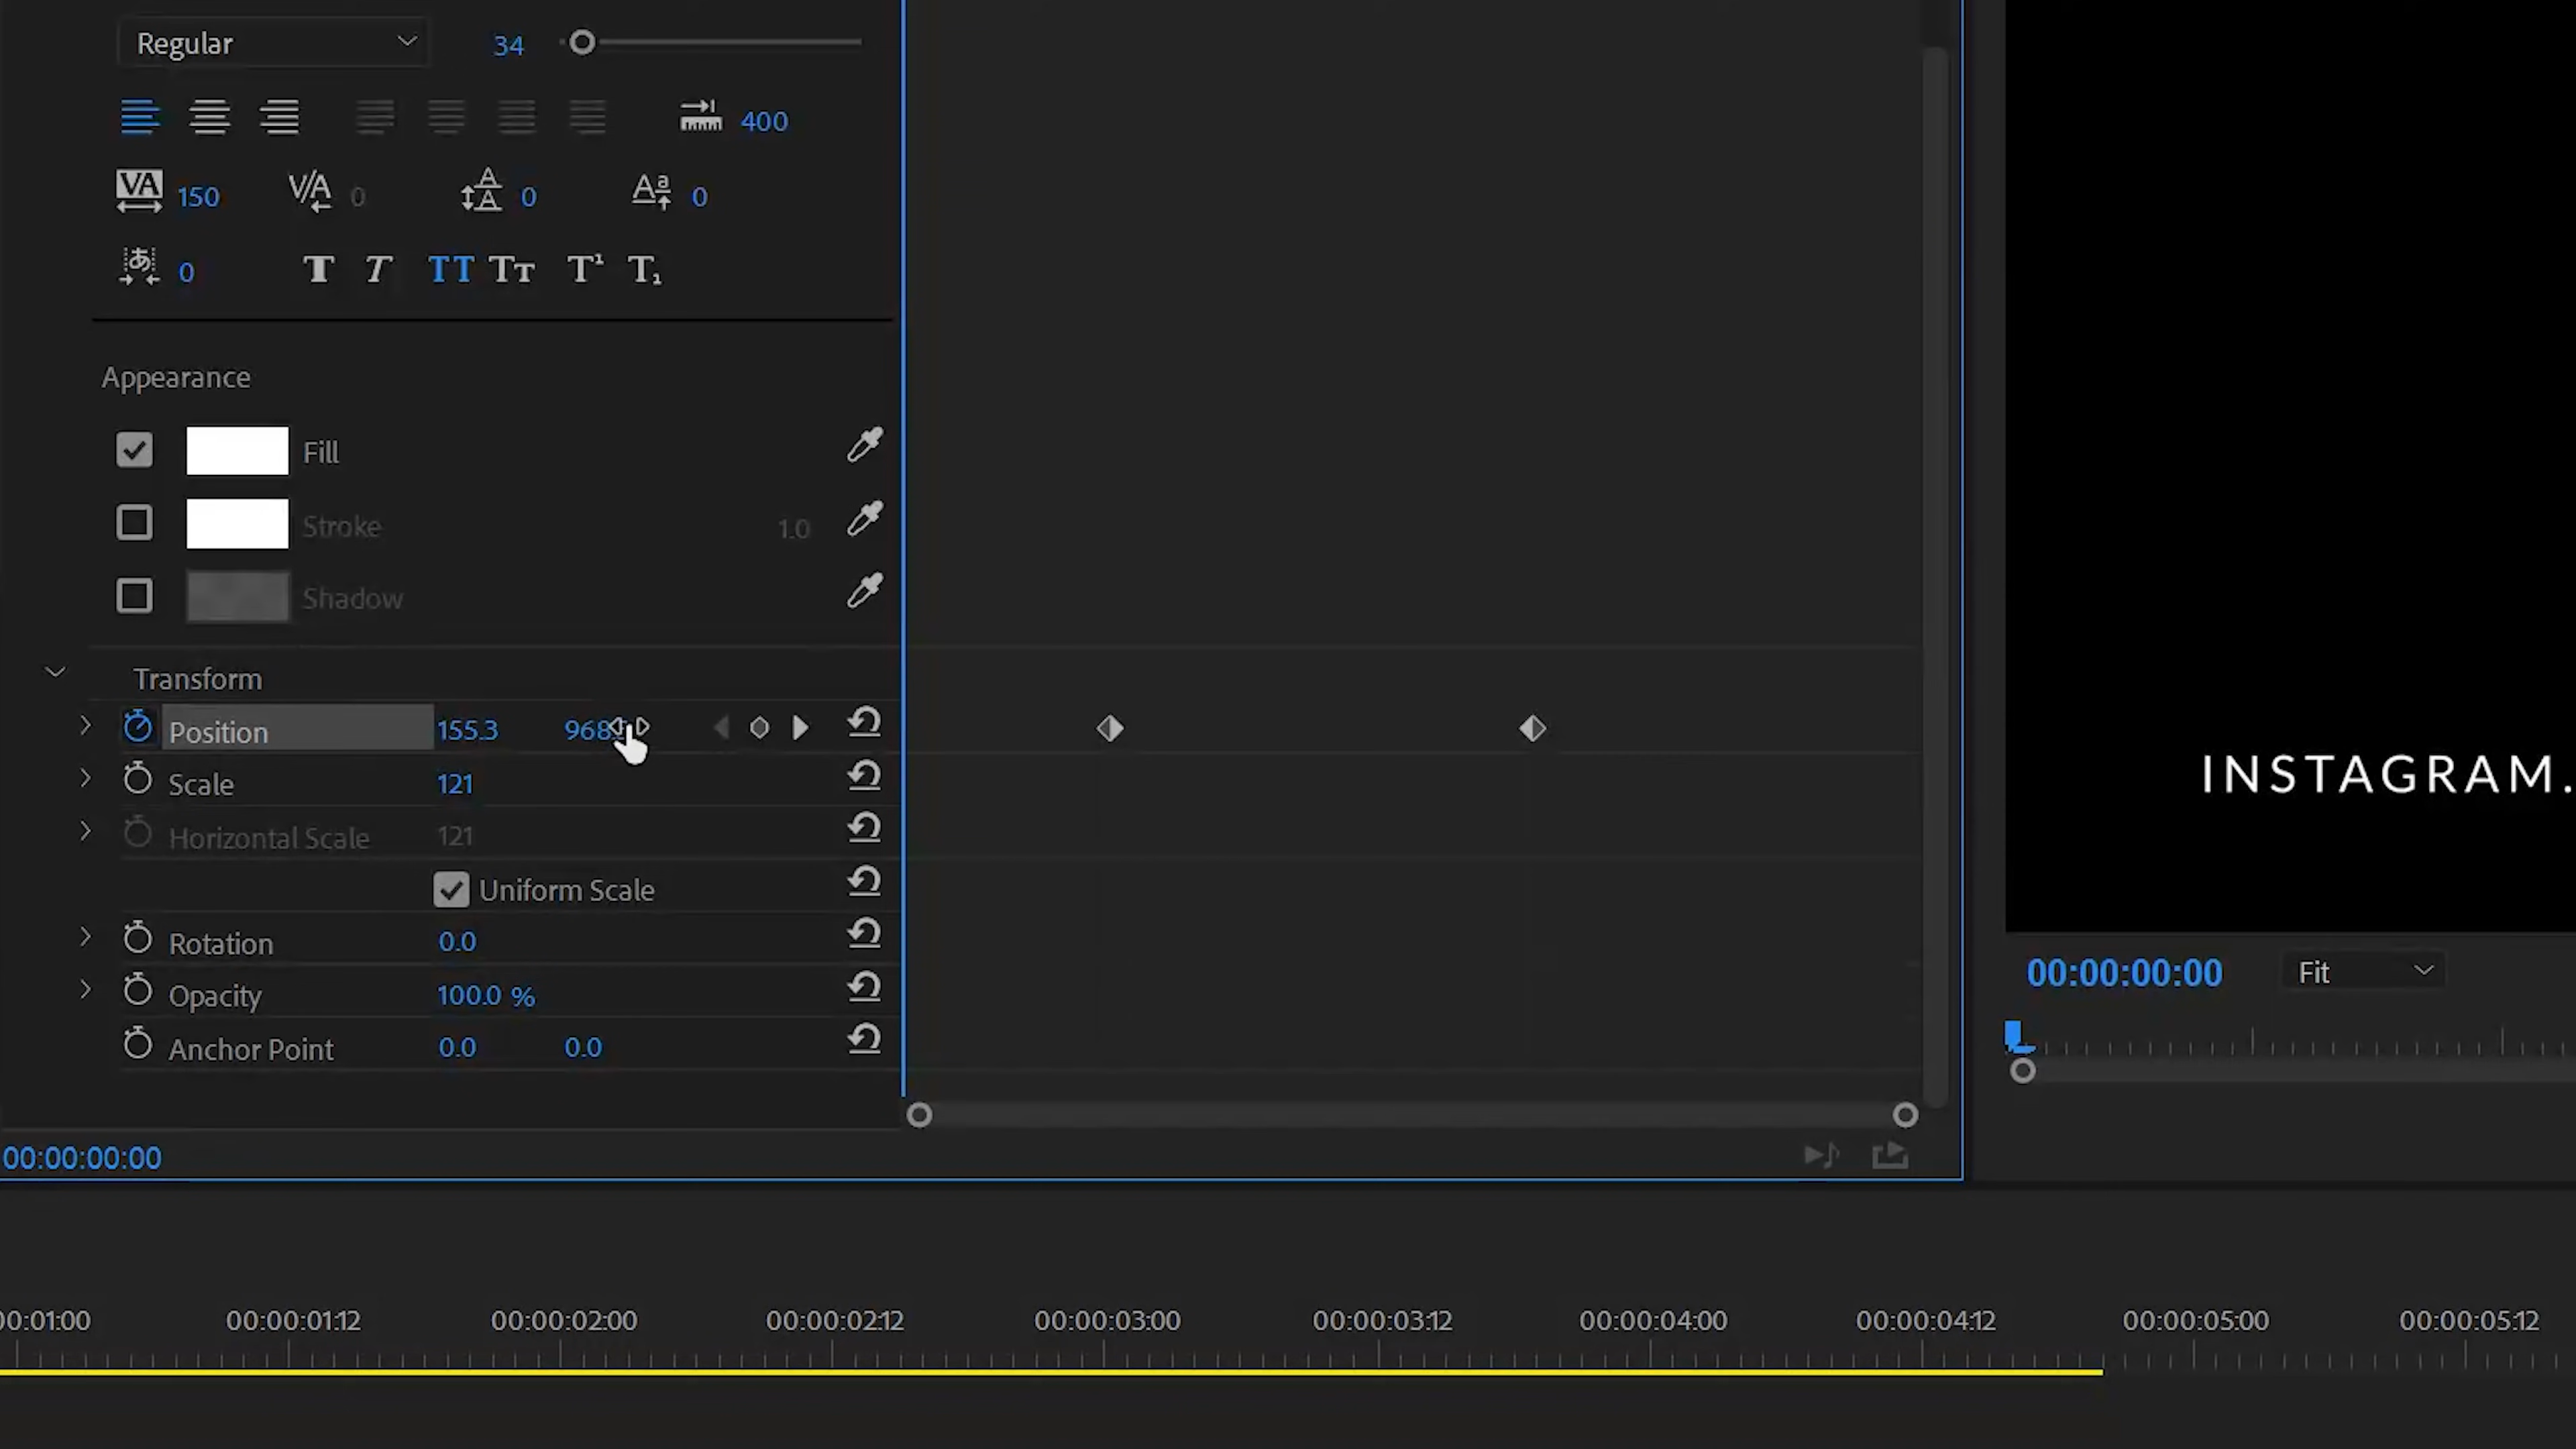 Regular 34
400
150 0 0 0
0 T T TT TT T¹ T₁
Appearance
Fill
Stroke 1.0
Shadow
Transform
Position 155.3
Scale 121
Horizontal Scale 121
Uniform Scale
Rotation 0.0
Opacity 100.0 %
Anchor Point 0.0 0.0
00:00:00:00
INSTAGRAM.
00:00:00:00 Fit
00:00:01:12 00:00:02:00 00:00:02:12 00:00:03:00 00:00:03:12 00:00:04:00 00:00:04:12 00:00:05:00 00:00:05:12